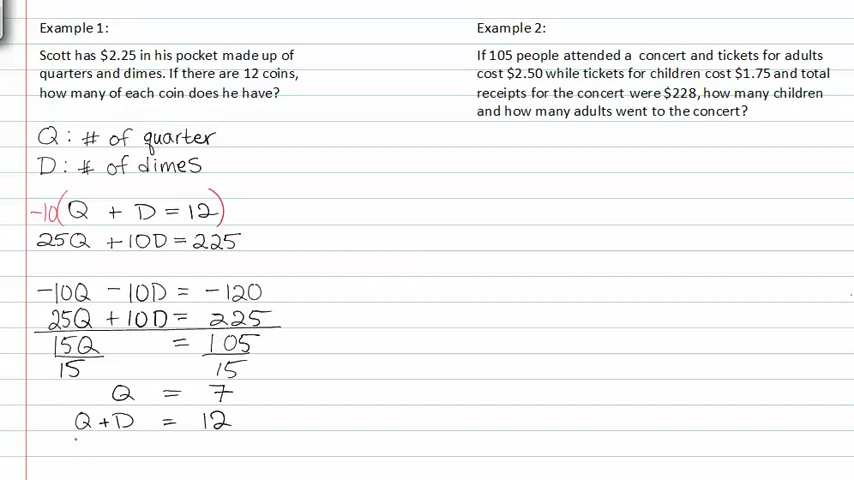 Example 1:
Scott has $2.25 in his pocket made up of
quarters and dimes. If there are 12 coins,
how many of each coin does he have?
Q : # of quarter
D : # of dimes
-10(Q + D = 12)
25Q + 10D = 225
-10Q - 10D = -120
25Q + 10D = 225
15Q = 105
15 15
Q = 7
Q + D = 12
Example 2:
If 105 people attended a concert and tickets for adults
cost $2.50 while tickets for children cost $1.75 and total
receipts for the concert were $228, how many children
and how many adults went to the concert?